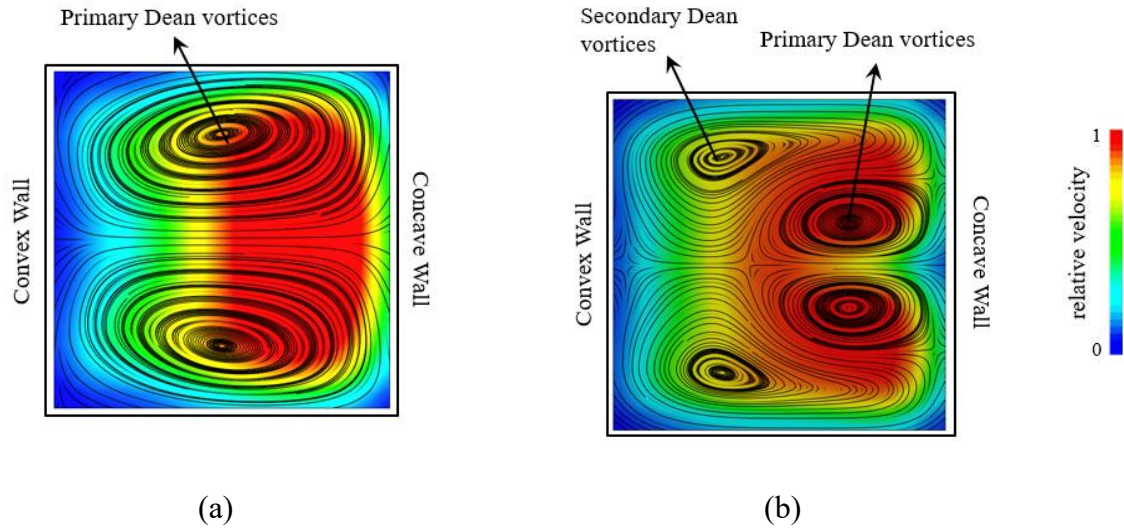 Primary Dean vortices
Convex Wall
Concave Wall
(a)
Secondary Dean
vortices
Primary Dean vortices
Convex Wall
Concave Wall
(b)
1
relative velocity
0